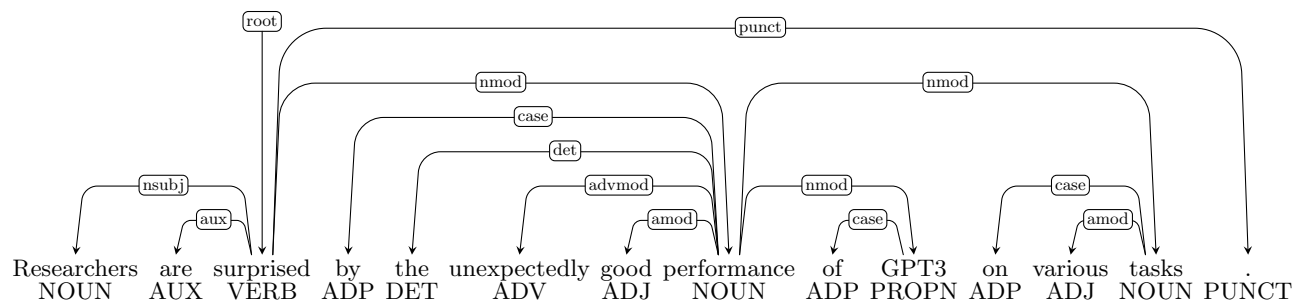 root
punct
nmod nmod
case
det
nsubj advmod nmod case
aux amod case amod
Researchers are surprised by the unexpectedly good performance of GPT3 on various tasks .
NOUN AUX VERB ADP DET ADV ADJ NOUN ADP PROPN ADP ADJ NOUN PUNCT